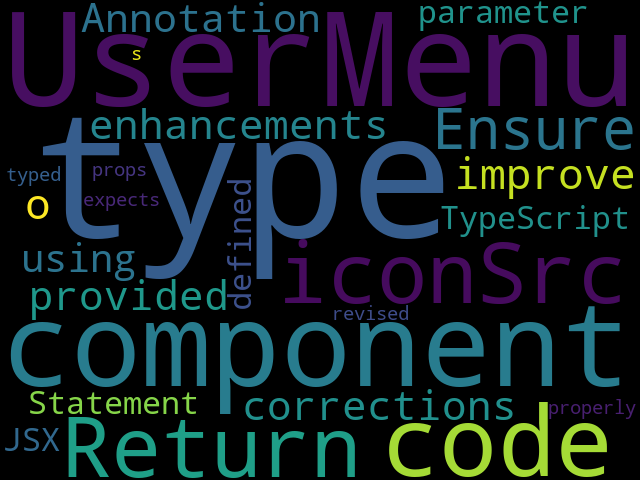 Annotation
parameter
UserMenu
s
enhancements
Ensure
type
typed
props
improve
expects
o
defined
TypeScript
using
iconSrc
provided
revised
component
Statement
corrections
properly
JSX
Return
code